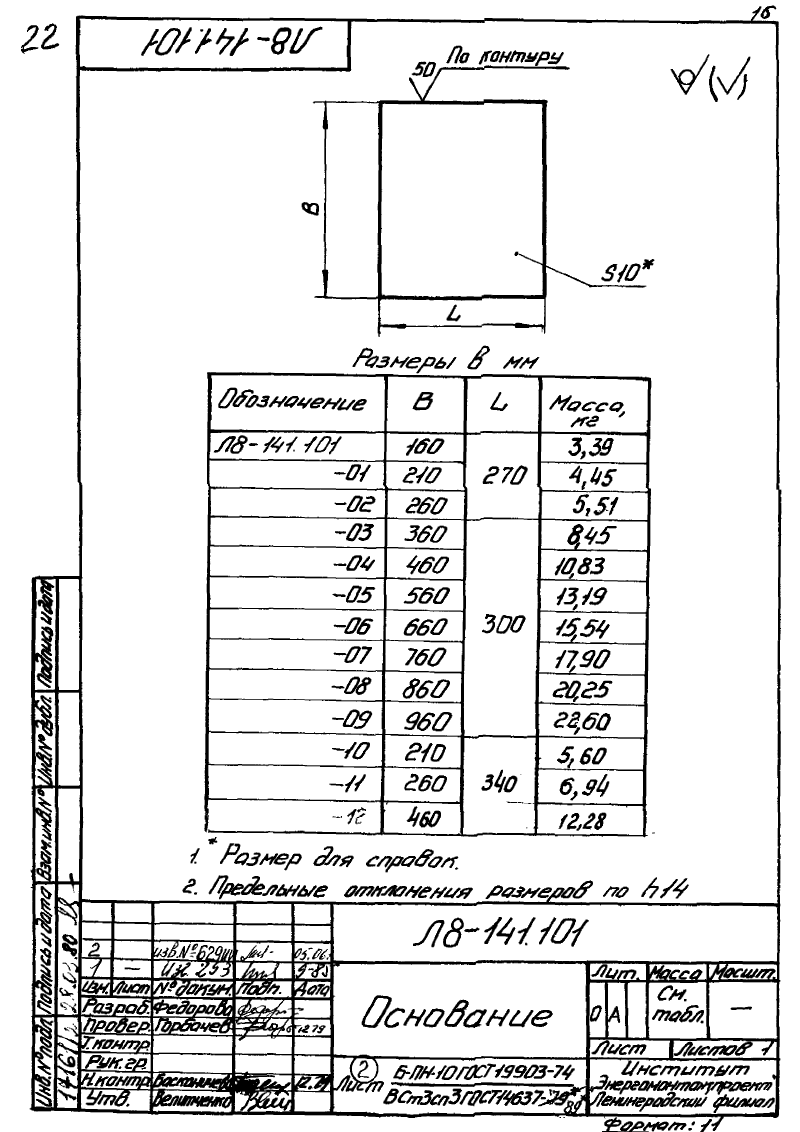 16
22
Л8-141.101
50 По контуру
B
S10*
L
Размеры в мм
Обозначение B L Масса, кг
Л8-141.101 160 270 3,39
-01 210 4,45
-02 260 5,51
-03 360 300 8,45
-04 460 10,83
-05 560 13,19
-06 660 15,54
-07 760 17,90
-08 860 20,25
-09 960 22,60
-10 210 340 5,60
-11 260 6,94
-12 460 12,28
1.* Размер для справок.
2. Предельные отклонения размеров по h14
Л8-141.101
2 изв.№629 05.06.
1 — Изв. 253
Изм. Лист № докум. Подп. Дата
Разраб. Федорова
Провер. Горбачев 12.79
Т.контр.
Рук.гр.
Н.контр. 12.79
Утв. Величенко
Основание
Лит. Масса Масшт.
О А См. табл. —
Лист Листов 1
2
Лист Б-ПН-10 ГОСТ 19903-74
ВСт3сп3 ГОСТ 14637-79*
89*
Институт
Энергомонтажпроект
Ленинградский филиал
Формат: 11
Подпись и дата
Инв.№ дубл.
Взам.инв.№
Подпись и дата
Инв.№ подл.